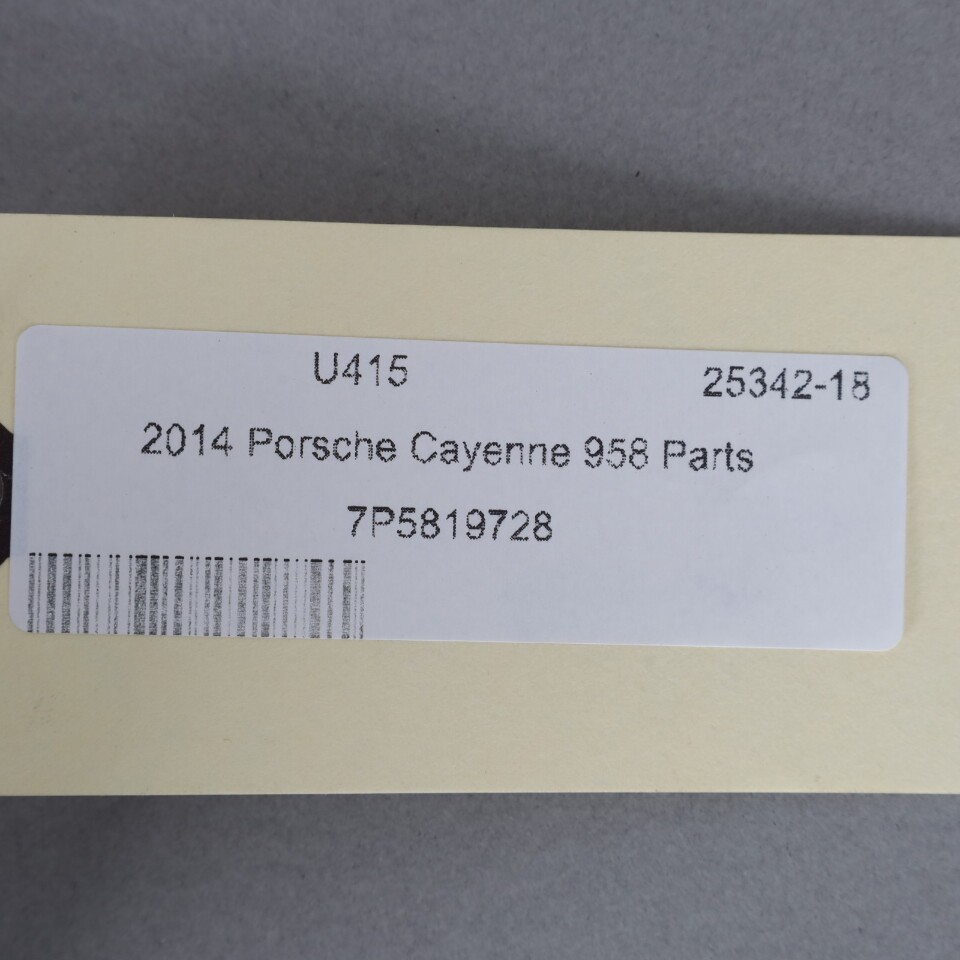 U415 25342-18
2014 Porsche Cayenne 958 Parts
7P5819728